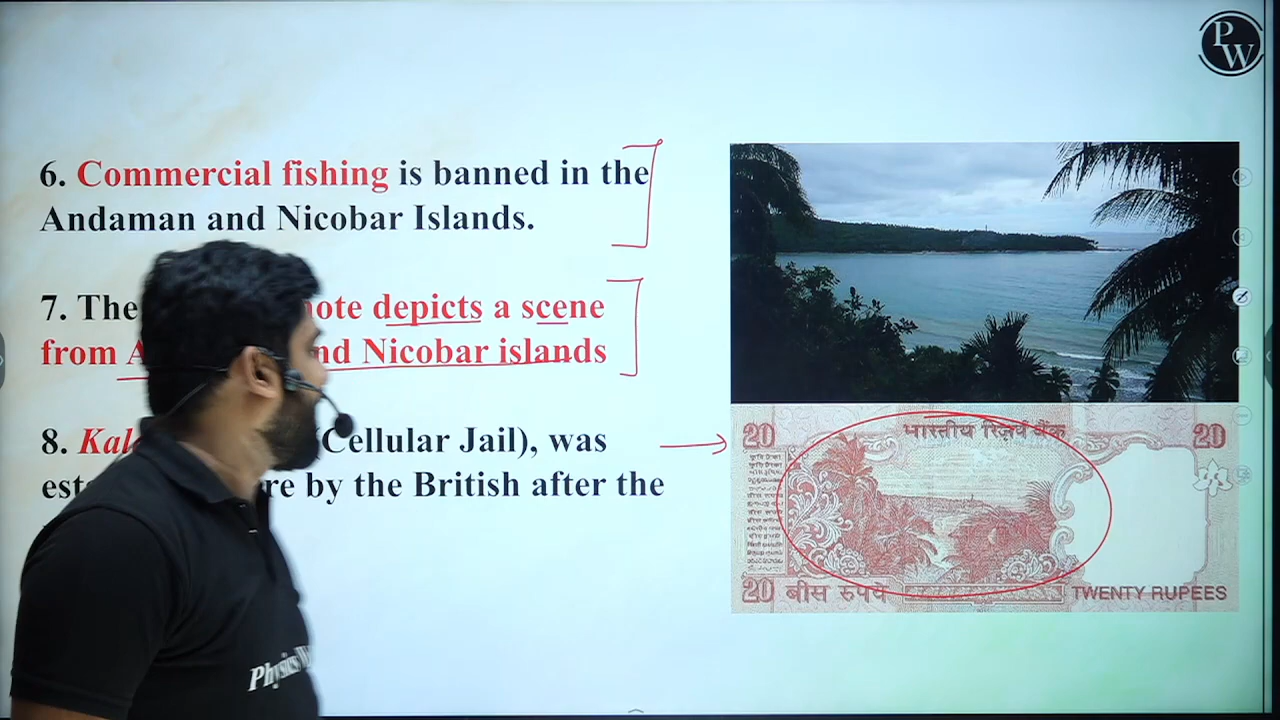 P
W
6. Commercial fishing is banned in the
Andaman and Nicobar Islands.
7. The note depicts a scene
from nd Nicobar islands
8. Kal (Cellular Jail), was
est re by the British after the
20 भारतीय रिज़र्व बैंक 20
20 बीस रुपये TWENTY RUPEES
Physics W